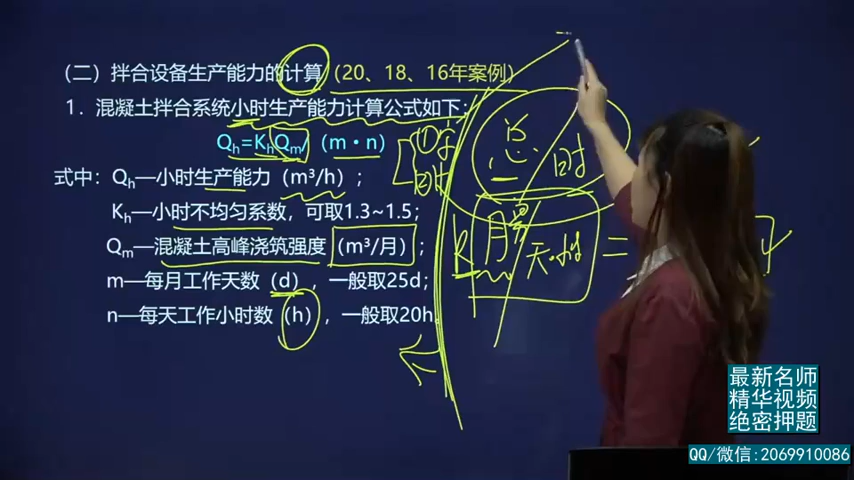 （二）拌合设备生产能力的计算（20、18、16年案例）
1．混凝土拌合系统小时生产能力计算公式如下：
Qh=KhQm/（m·n）
式中：Qh—小时生产能力（m³/h）；
Kh—小时不均匀系数，可取1.3~1.5；
Qm—混凝土高峰浇筑强度（m³/月）；
m—每月工作天数（d），一般取25d；
n—每天工作小时数（h），一般取20h.
总
时
K
月
天·时
=
最新名师
精华视频
绝密押题
QQ/微信:2069910086